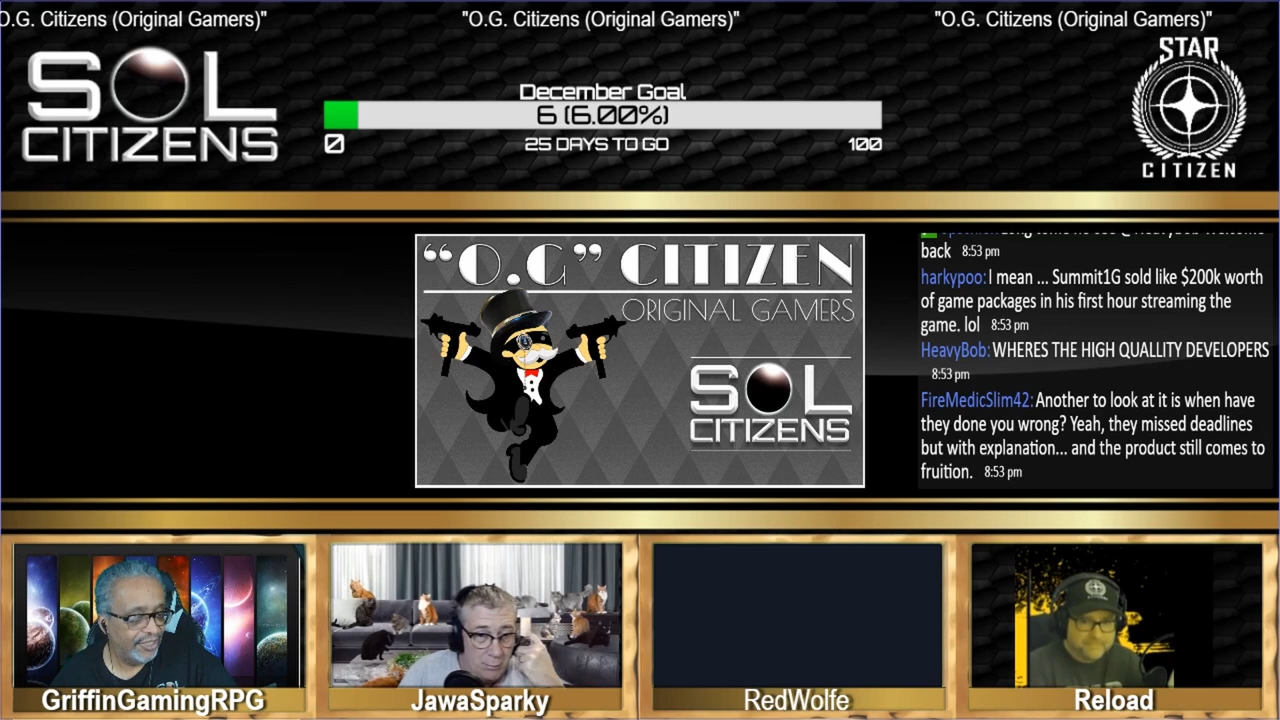 O.G. Citizens (Original Gamers)"
"O.G. Citizens (Original Gamers)"
"O.G. Citizens (Original Gamers)"
SOL
CITIZENS
December Goal
6 (6.00%)
0
25 DAYS TO GO
100
STAR
CITIZEN
"O.G" CITIZEN
ORIGINAL GAMERS
SOL
CITIZENS
back 8:53 pm
harkypoo: I mean ... Summit1G sold like $200k worth
of game packages in his first hour streaming the
game. lol 8:53 pm
HeavyBob: WHERES THE HIGH QUALLITY DEVELOPERS
8:53 pm
FireMedicSlim42: Another to look at it is when have
they done you wrong? Yeah, they missed deadlines
but with explanation... and the product still comes to
fruition. 8:53 pm
GriffinGamingRPG
JawaSparky
RedWolfe
Reload